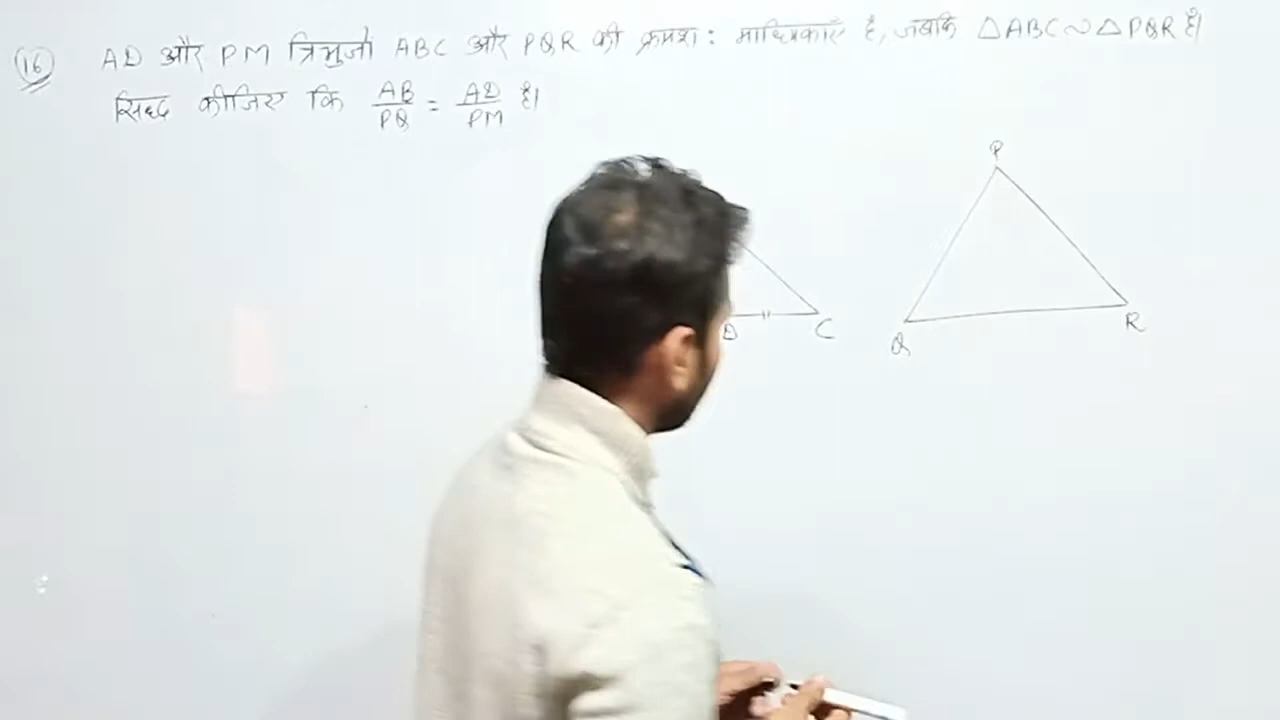 16 AD और PM त्रिभुजों ABC और PQR की क्रमशः माध्यिकाएँ हैं, जबकि △ABC ~ △PQR है।
सिद्ध कीजिए कि AB/PQ = AD/PM है।
P
D C
Q R